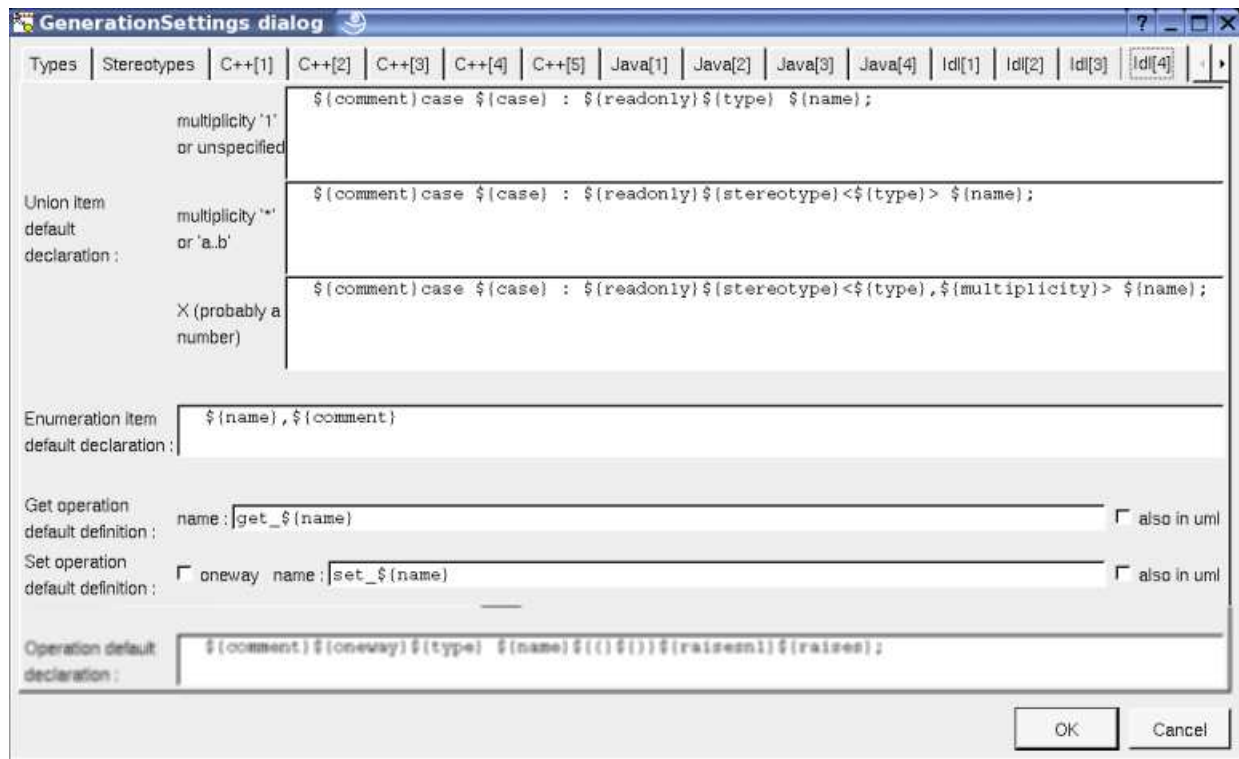 GenerationSettings dialog
? _
Types Stereotypes C++[1] C++[2] C++[3] C++[4] C++[5] Java[1] Java[2] Java[3] Java[4] Idl[1] Idl[2] Idl[3] Idl[4]
Union item
default
declaration :
multiplicity '1'
or unspecified
${comment}case ${case} : ${readonly}${type} ${name};
multiplicity '*'
or 'a..b'
${comment}case ${case} : ${readonly}${stereotype}<${type}> ${name};
X (probably a
number)
${comment}case ${case} : ${readonly}${stereotype}<${type},${multiplicity}> ${name};
Enumeration item
default declaration :
${name},${comment}
Get operation
default definition :
name : get_${name}
also in uml
Set operation
default definition :
oneway name : set_${name}
also in uml
Operation default
declaration :
${comment}${oneway}${type} ${name}${(}${)}${raisesnl}${raises};
OK Cancel